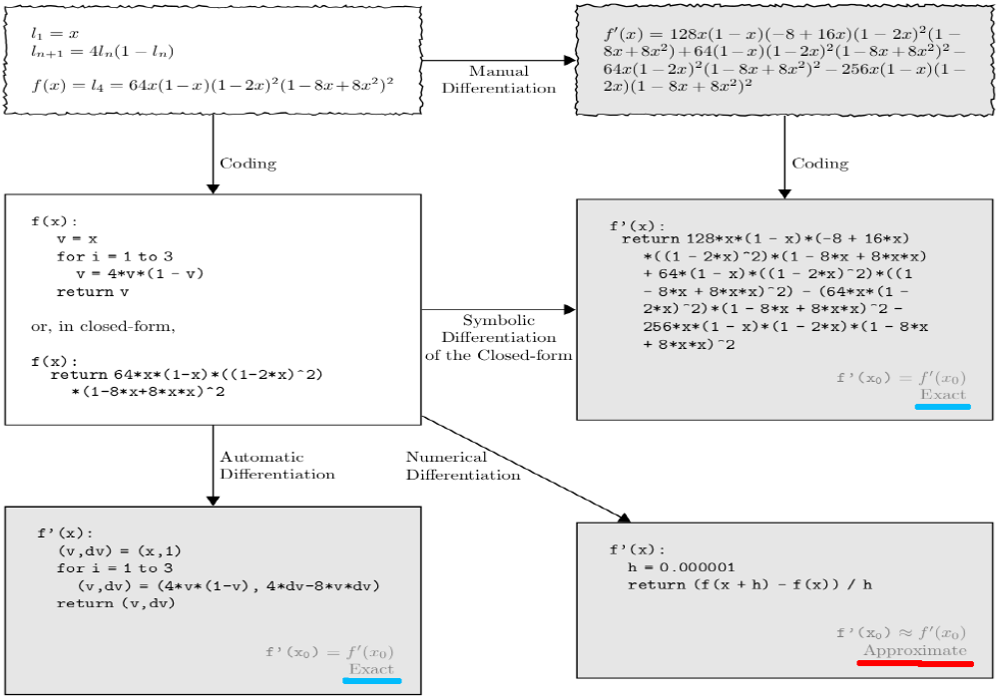 l₁ = x
lₙ₊₁ = 4lₙ(1 − lₙ)
f(x) = l₄ = 64x(1−x)(1−2x)²(1−8x+8x²)²
Manual
Differentiation
f′(x) = 128x(1 − x)(−8 + 16x)(1 − 2x)²(1 −
8x+8x²)+64(1−x)(1−2x)²(1−8x+8x²)²−
64x(1 − 2x)²(1 − 8x + 8x²)² − 256x(1 − x)(1 −
2x)(1 − 8x + 8x²)²
Coding
Coding
f(x):
v = x
for i = 1 to 3
v = 4*v*(1 - v)
return v
or, in closed-form,
f(x):
return 64*x*(1-x)*((1-2*x)^2)
*(1-8*x+8*x*x)^2
Symbolic
Differentiation
of the Closed-form
f'(x):
return 128*x*(1 - x)*(-8 + 16*x)
*((1 - 2*x)^2)*(1 - 8*x + 8*x*x)
+ 64*(1 - x)*((1 - 2*x)^2)*((1
- 8*x + 8*x*x)^2) - (64*x*(1 -
2*x)^2)*(1 - 8*x + 8*x*x)^2 -
256*x*(1 - x)*(1 - 2*x)*(1 - 8*x
+ 8*x*x)^2
f'(x₀) = f′(x₀)
Exact
Automatic
Differentiation
Numerical
Differentiation
f'(x):
(v,dv) = (x,1)
for i = 1 to 3
(v,dv) = (4*v*(1-v), 4*dv-8*v*dv)
return (v,dv)
f'(x₀) = f′(x₀)
Exact
f'(x):
h = 0.000001
return (f(x + h) - f(x)) / h
f'(x₀) ≈ f′(x₀)
Approximate